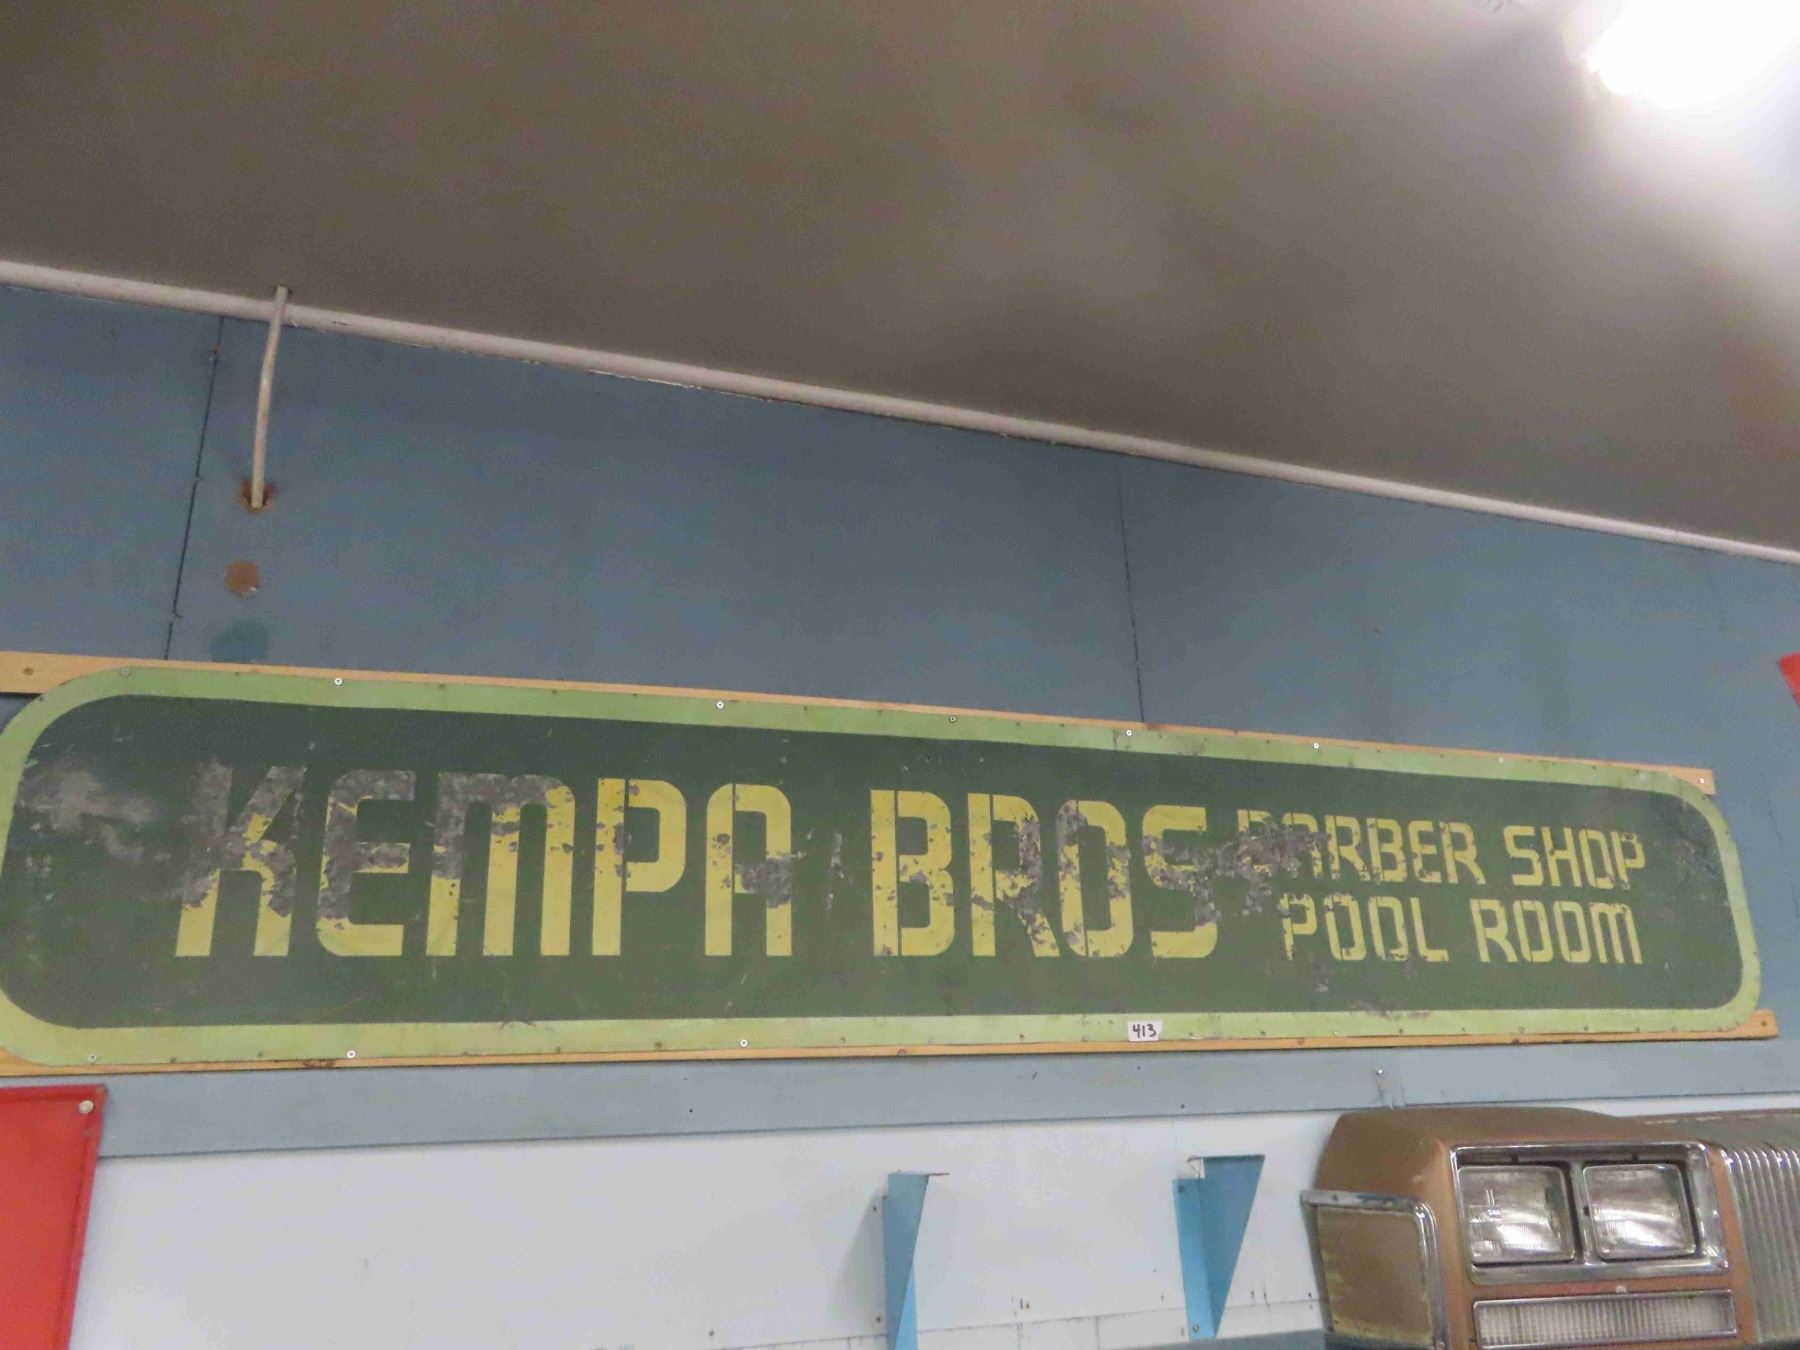 KEMPA BROS
BARBER SHOP
POOL ROOM
413